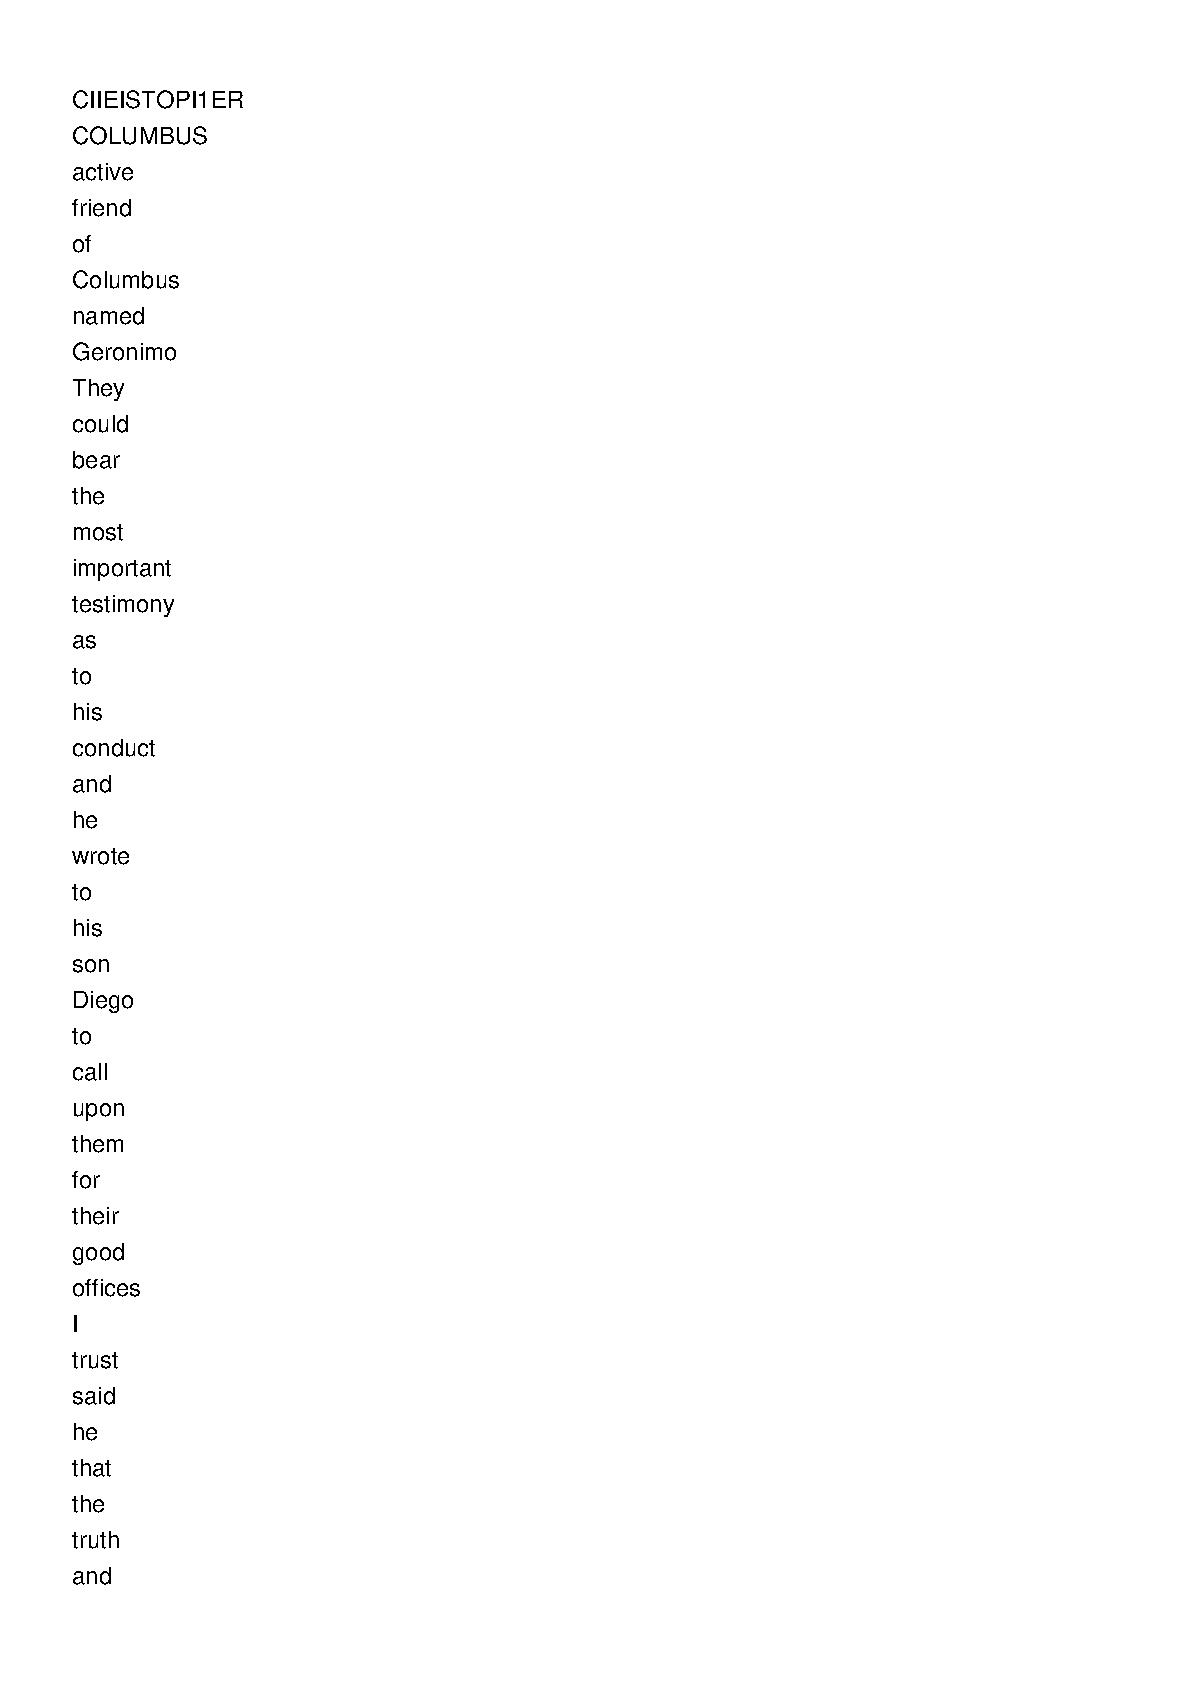 CIIEISTOPI1ER
COLUMBUS
active
friend
of
Columbus
named
Geronimo
They
could
bear
the
most
important
testimony
as
to
his
conduct
and
he
wrote
to
his
son
Diego
to
call
upon
them
for
their
good
offices
I
trust
said
he
that
the
truth
and